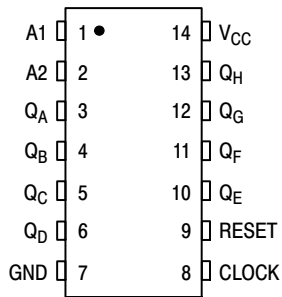 A1 1 14 VCC
A2 2 13 QH
QA 3 12 QG
QB 4 11 QF
QC 5 10 QE
QD 6 9 RESET
GND 7 8 CLOCK